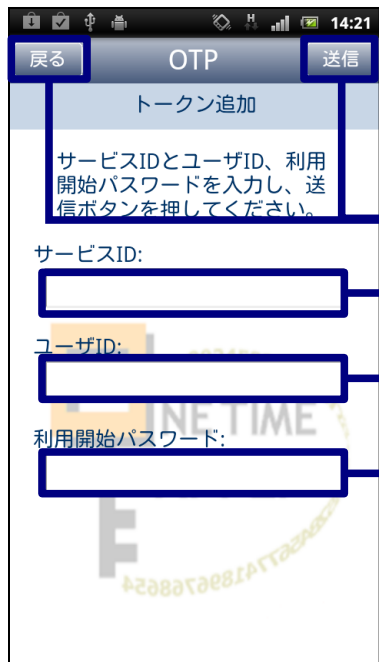 H 14:21
戻る OTP 送信
トークン追加
サービスIDとユーザID、利用
開始パスワードを入力し、送
信ボタンを押してください。
サービスID:
ユーザID:
NETIME
利用開始パスワード: